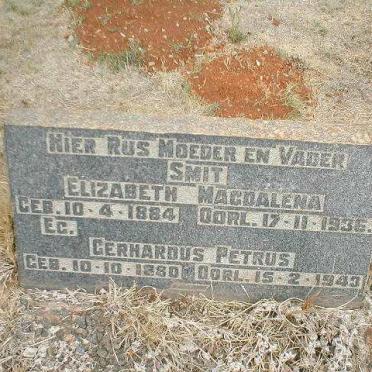 HIER RUS MOEDER EN VADER
SMIT
ELIZABETH MAGDALENA
GEB. 10-4-1884 OORL. 17-11-1936.
EG.
GERHARDUS PETRUS
GEB. 10-10-1880 OORL. 15-2-1943